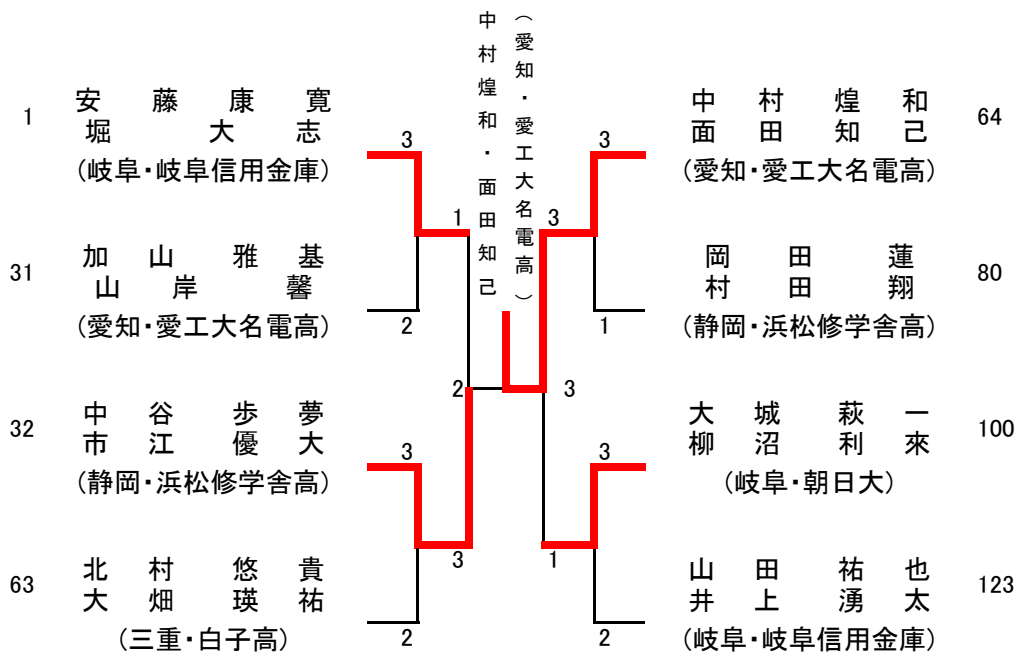 1
安藤康寛
堀大志
(岐阜・岐阜信用金庫)
3
31
加山雅基
山岸馨
(愛知・愛工大名電高)
2
1
32
中谷歩夢
市江優大
(静岡・浜松修学舎高)
3
63
北村悠貴
大畑瑛祐
(三重・白子高)
2
3
2
中村煌和・面田知己
(愛知・愛工大名電高)
3
中村煌和
面田知己
(愛知・愛工大名電高)
64
3
3
岡田蓮
村田翔
(静岡・浜松修学舎高)
80
1
大城萩一
柳沼利來
(岐阜・朝日大)
100
3
1
山田祐也
井上湧太
(岐阜・岐阜信用金庫)
123
2